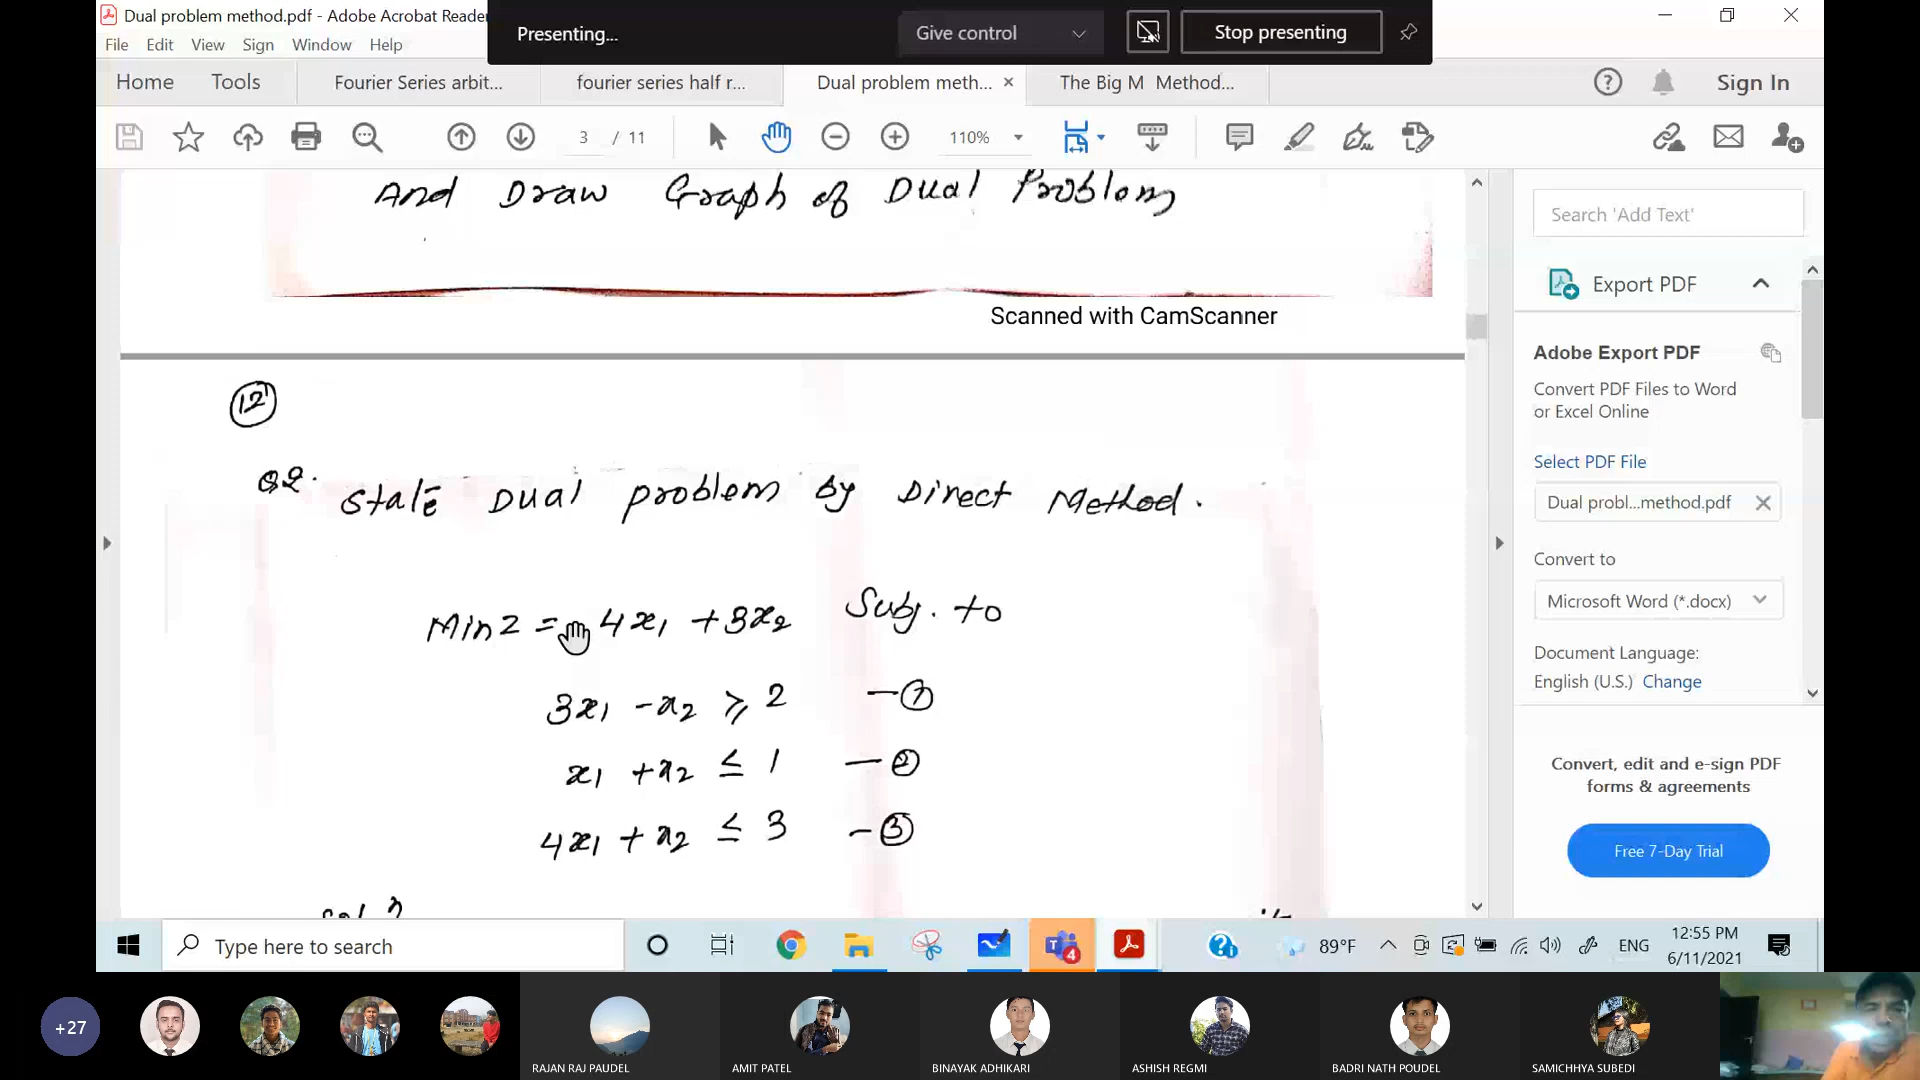 Dual problem method.pdf - Adobe Acrobat Reader
Presenting...
Give control
Stop presenting
File Edit View Sign Window Help
Home Tools Fourier Series arbit... fourier series half r... Dual problem meth... × The Big M Method... Sign In
3 / 11 110%
And Draw Graph of Dual Problem
Scanned with CamScanner
12
Q2. State Dual problem by Direct Method.
Min Z = 4x1 + 3x2 Subj. to
3x1 - x2 ≥ 2 — 1
x1 + x2 ≤ 1 — 2
4x1 + x2 ≤ 3 — 3
Search 'Add Text'
Export PDF
Adobe Export PDF
Convert PDF Files to Word
or Excel Online
Select PDF File
Dual probl...method.pdf
Convert to
Microsoft Word (*.docx)
Document Language:
English (U.S.) Change
Convert, edit and e-sign PDF
forms & agreements
Free 7-Day Trial
Type here to search
4
89°F
ENG
12:55 PM
6/11/2021
+27
RAJAN RAJ PAUDEL
AMIT PATEL
BINAYAK ADHIKARI
ASHISH REGMI
BADRI NATH POUDEL
SAMICHHYA SUBEDI